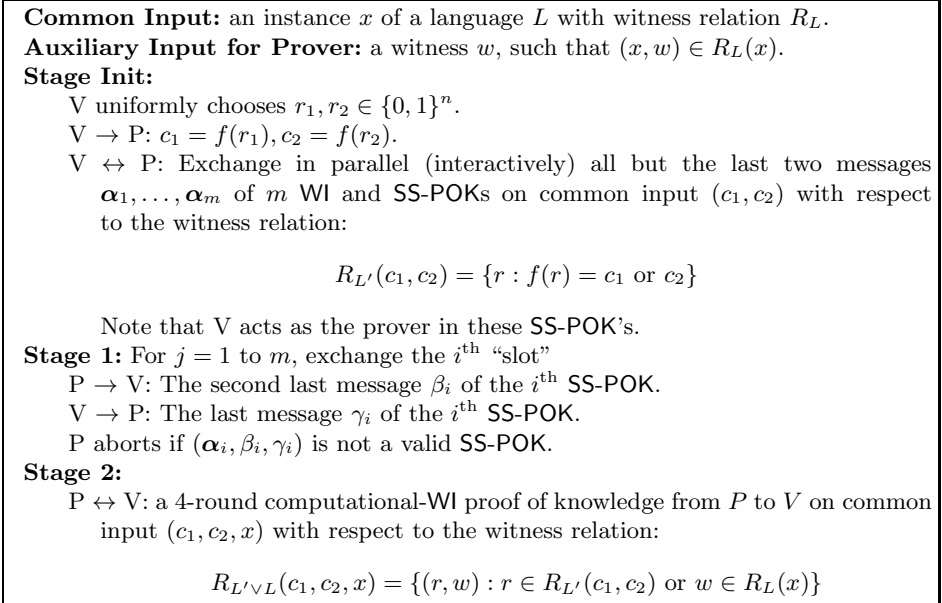 Common Input: an instance x of a language L with witness relation R_L.
Auxiliary Input for Prover: a witness w, such that (x, w) ∈ R_L(x).
Stage Init:
V uniformly chooses r_1, r_2 ∈ {0, 1}^n.
V → P: c_1 = f(r_1), c_2 = f(r_2).
V ↔ P: Exchange in parallel (interactively) all but the last two messages
α_1, . . . , α_m of m WI and SS-POKs on common input (c_1, c_2) with respect
to the witness relation:
R_{L'}(c_1, c_2) = {r : f(r) = c_1 or c_2}
Note that V acts as the prover in these SS-POK's.
Stage 1: For j = 1 to m, exchange the i^th “slot”
P → V: The second last message β_i of the i^th SS-POK.
V → P: The last message γ_i of the i^th SS-POK.
P aborts if (α_i, β_i, γ_i) is not a valid SS-POK.
Stage 2:
P ↔ V: a 4-round computational-WI proof of knowledge from P to V on common
input (c_1, c_2, x) with respect to the witness relation:
R_{L'∨L}(c_1, c_2, x) = {(r, w) : r ∈ R_{L'}(c_1, c_2) or w ∈ R_L(x)}